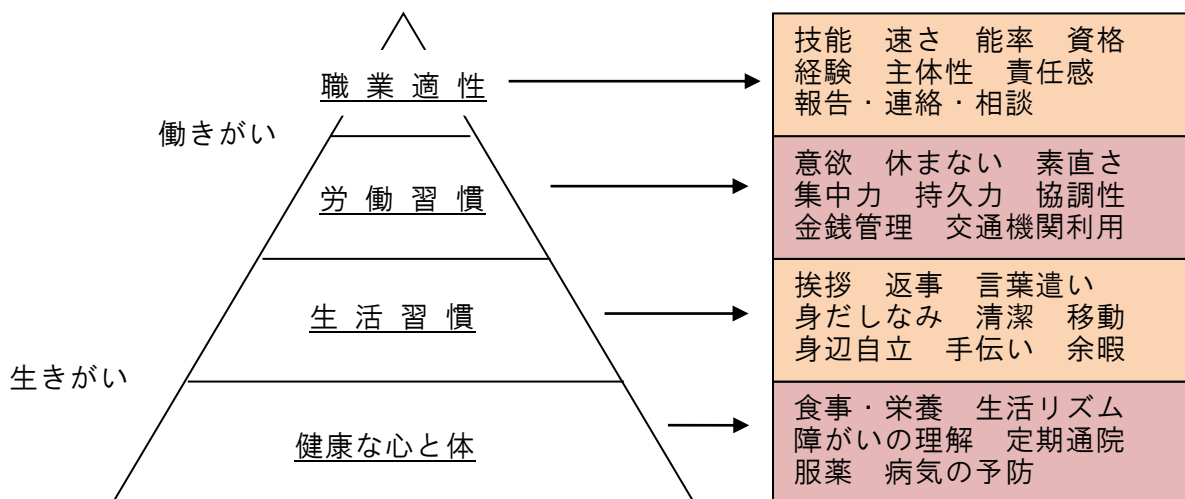 職業適性
働きがい
労働習慣
生活習慣
生きがい
健康な心と体
技能　速さ　能率　資格
経験　主体性　責任感
報告・連絡・相談
意欲　休まない　素直さ
集中力　持久力　協調性
金銭管理　交通機関利用
挨拶　返事　言葉遣い
身だしなみ　清潔　移動
身辺自立　手伝い　余暇
食事・栄養　生活リズム
障がいの理解　定期通院
服薬　病気の予防